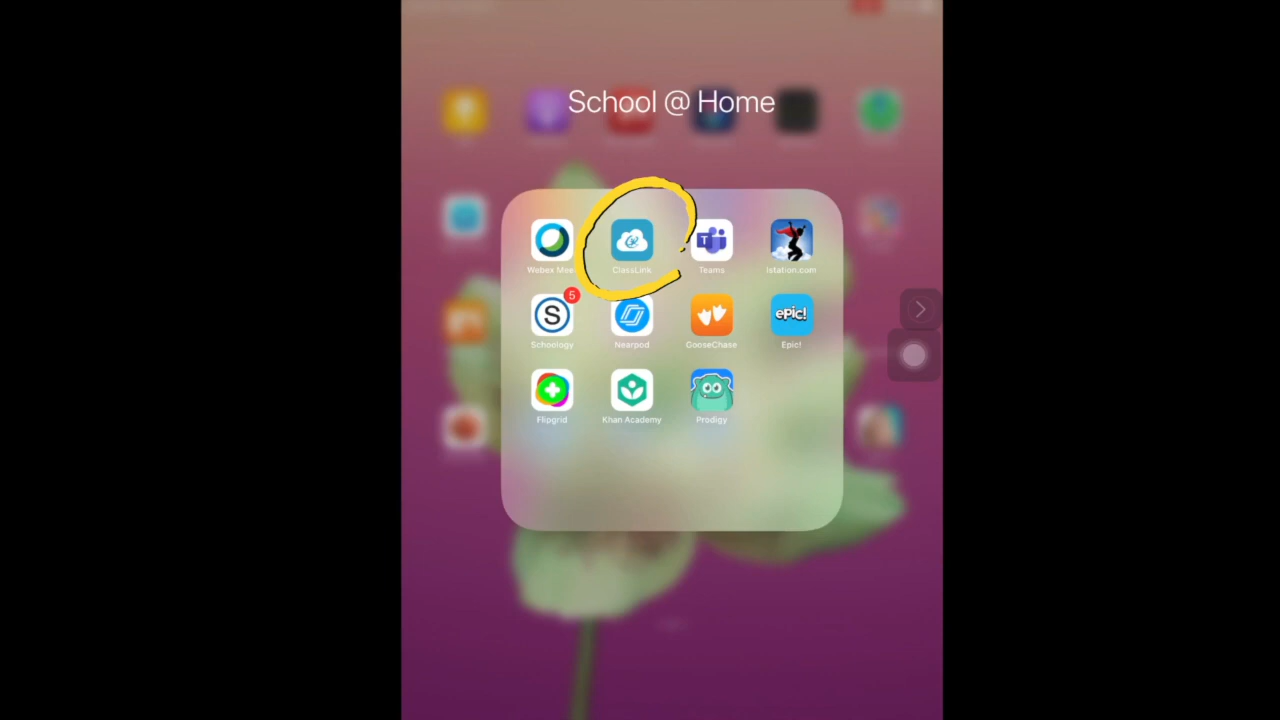 School @ Home
Webex Mee
ClassLink
Teams
Istation.com
5
S
Schoology
Nearpod
GooseChase
epic!
Epic!
Flipgrid
Khan Academy
Prodigy